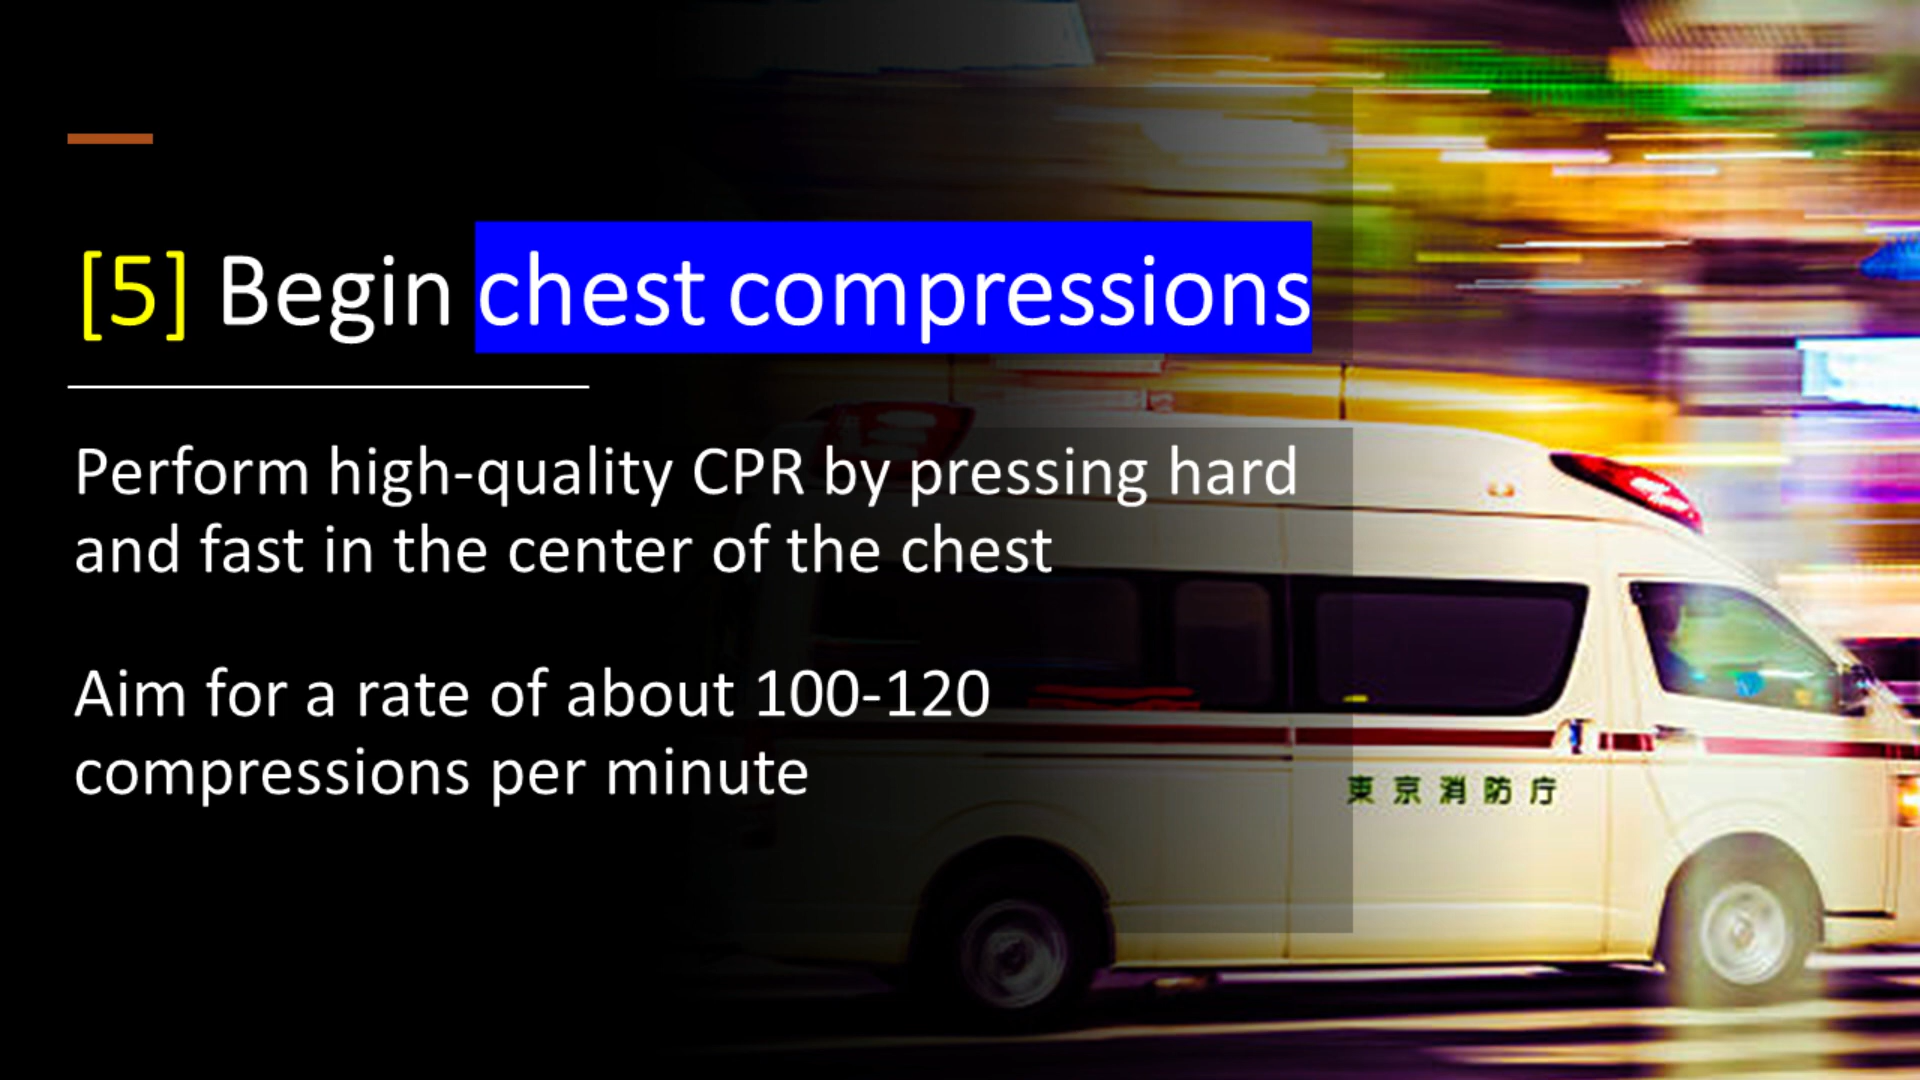 [5] Begin chest compressions
Perform high-quality CPR by pressing hard
and fast in the center of the chest
Aim for a rate of about 100-120
compressions per minute
東京消防庁